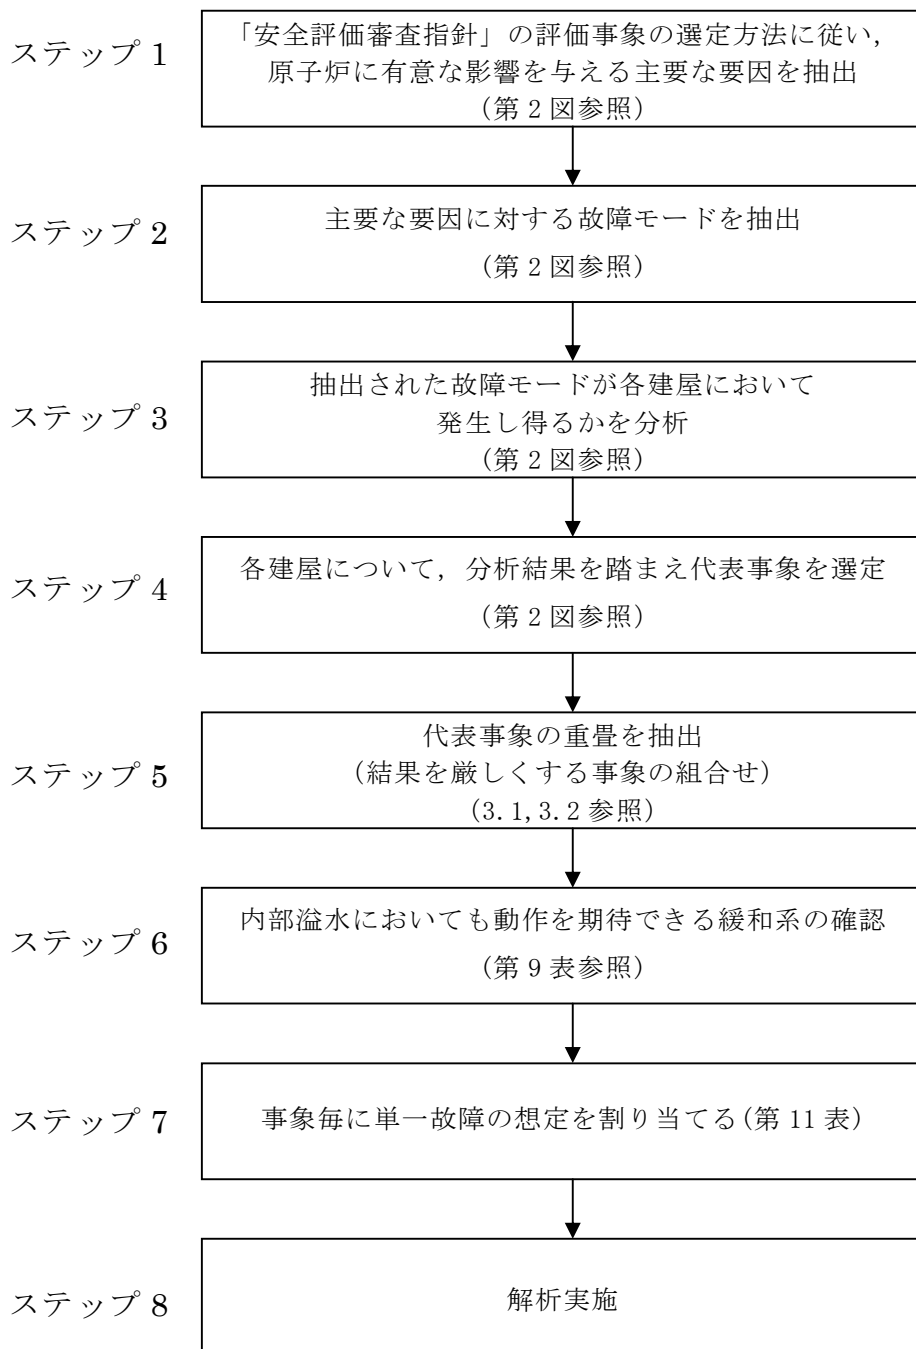 ステップ 1
「安全評価審査指針」の評価事象の選定方法に従い,
原子炉に有意な影響を与える主要な要因を抽出
(第 2 図参照)
ステップ 2
主要な要因に対する故障モードを抽出
(第 2 図参照)
ステップ 3
抽出された故障モードが各建屋において
発生し得るかを分析
(第 2 図参照)
ステップ 4
各建屋について, 分析結果を踏まえ代表事象を選定
(第 2 図参照)
ステップ 5
代表事象の重畳を抽出
(結果を厳しくする事象の組合せ)
(3.1,3.2 参照)
ステップ 6
内部溢水においても動作を期待できる緩和系の確認
(第 9 表参照)
ステップ 7
事象毎に単一故障の想定を割り当てる(第 11 表)
ステップ 8
解析実施